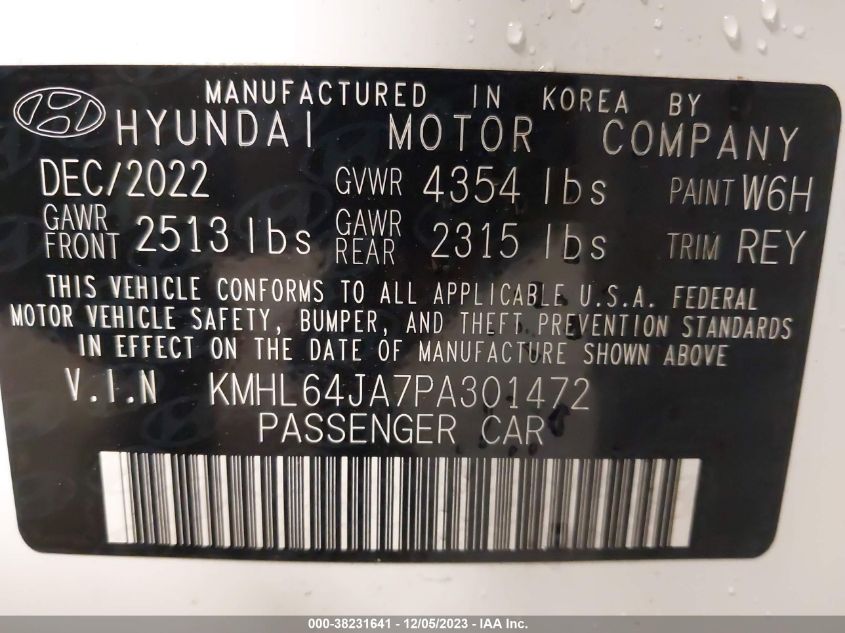 MANUFACTURED IN KOREA BY
HYUNDAI MOTOR COMPANY
DEC/2022 GVWR 4354 lbs PAINT W6H
GAWR FRONT 2513 lbs GAWR REAR 2315 lbs TRIM REY
THIS VEHICLE CONFORMS TO ALL APPLICABLE U.S.A. FEDERAL
MOTOR VEHICLE SAFETY, BUMPER, AND THEFT PREVENTION STANDARDS
IN EFFECT ON THE DATE OF MANUFACTURE SHOWN ABOVE
V.I.N KMHL64JA7PA301472
PASSENGER CAR
000-38231641 - 12/05/2023 - IAA Inc.